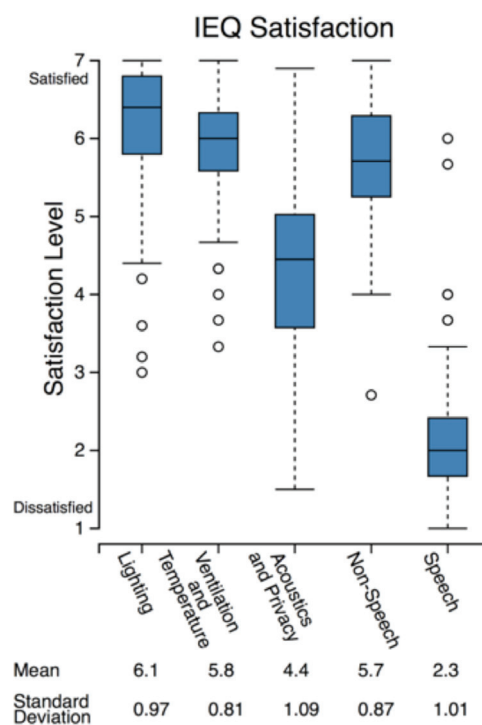 IEQ Satisfaction
Satisfaction Level
7
Satisfied
6
5
4
3
2
Dissatisfied
1
Lighting
Ventilation
and
Temperature
Acoustics
and Privacy
Non-Speech
Speech
Mean 6.1 5.8 4.4 5.7 2.3
Standard
Deviation 0.97 0.81 1.09 0.87 1.01